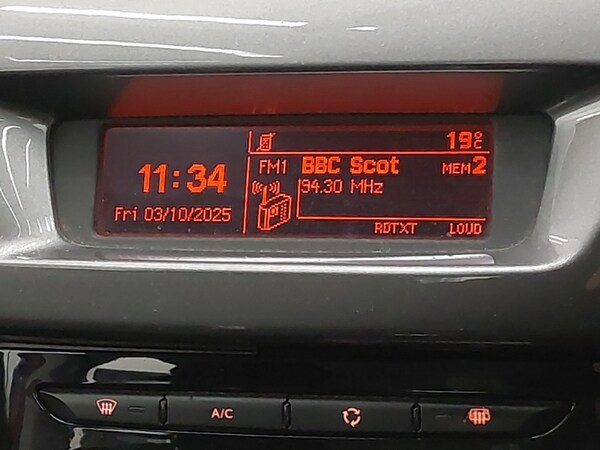 19°C
11:34
FM1 BBC Scot MEM2
94.30 MHz
Fri 03/10/2025
RDTXT LOUD
A/C